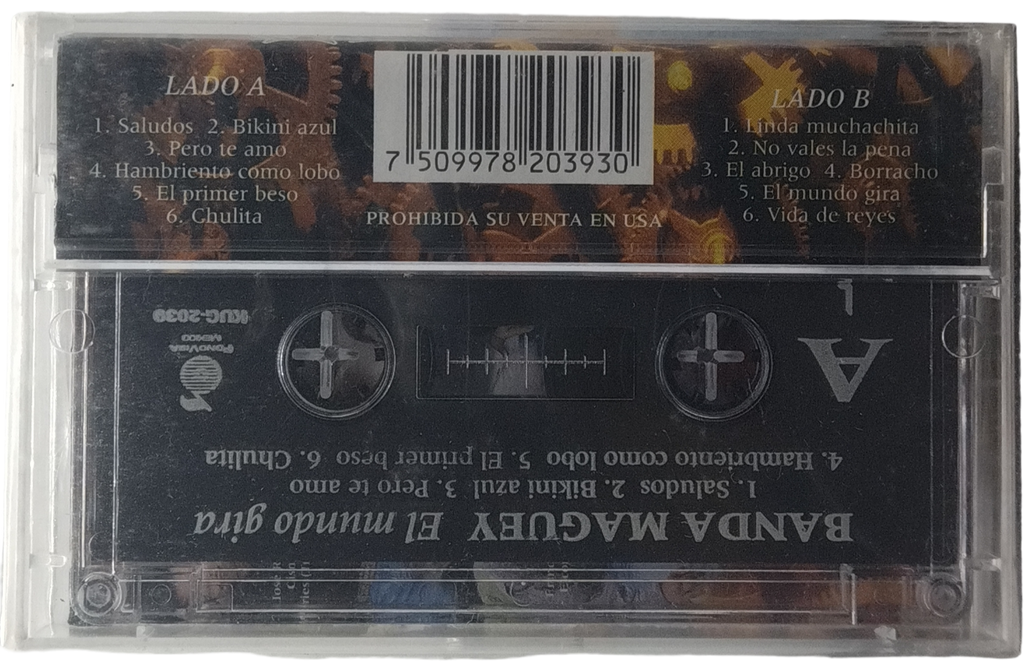 LADO A
1. Saludos 2. Bikini azul
3. Pero te amo
4. Hambriento como lobo
5. El primer beso
6. Chulita
7 509978 203930
PROHIBIDA SU VENTA EN USA
LADO B
1. Linda muchachita
2. No vales la pena
3. El abrigo 4. Borracho
5. El mundo gira
6. Vida de reyes
BANDA MAGUEY El mundo gira
1. Saludos 2. Bikini azul 3. Pero te amo
4. Hambriento como lobo 5. El primer beso 6. Chulita
A
FONOVISA
MEXICO
KUC-2039